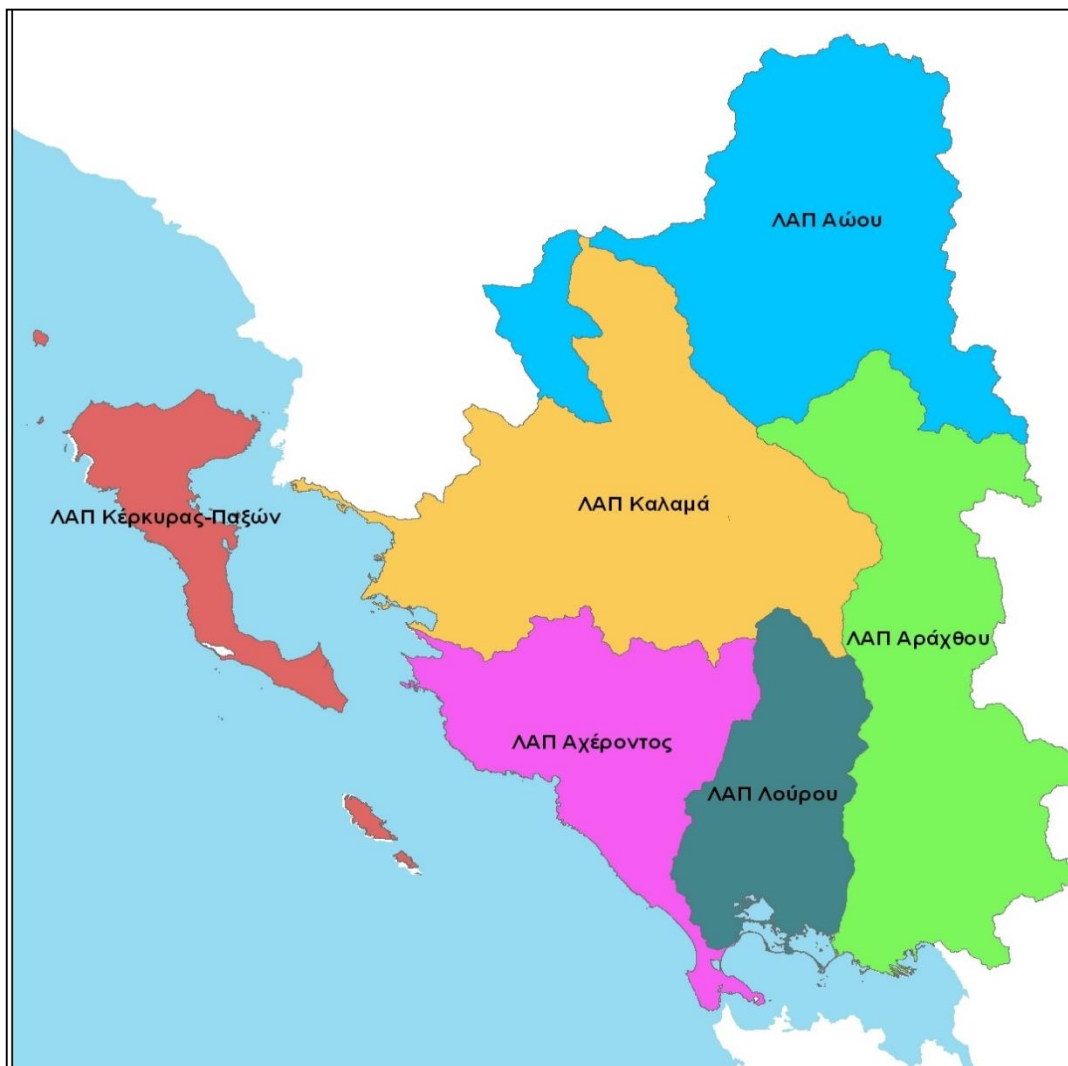 ΛΑΠ Αώου
ΛΑΠ Κέρκυρας-Παξών
ΛΑΠ Καλαμά
ΛΑΠ Αράχθου
ΛΑΠ Αχέροντος
ΛΑΠ Λούρου